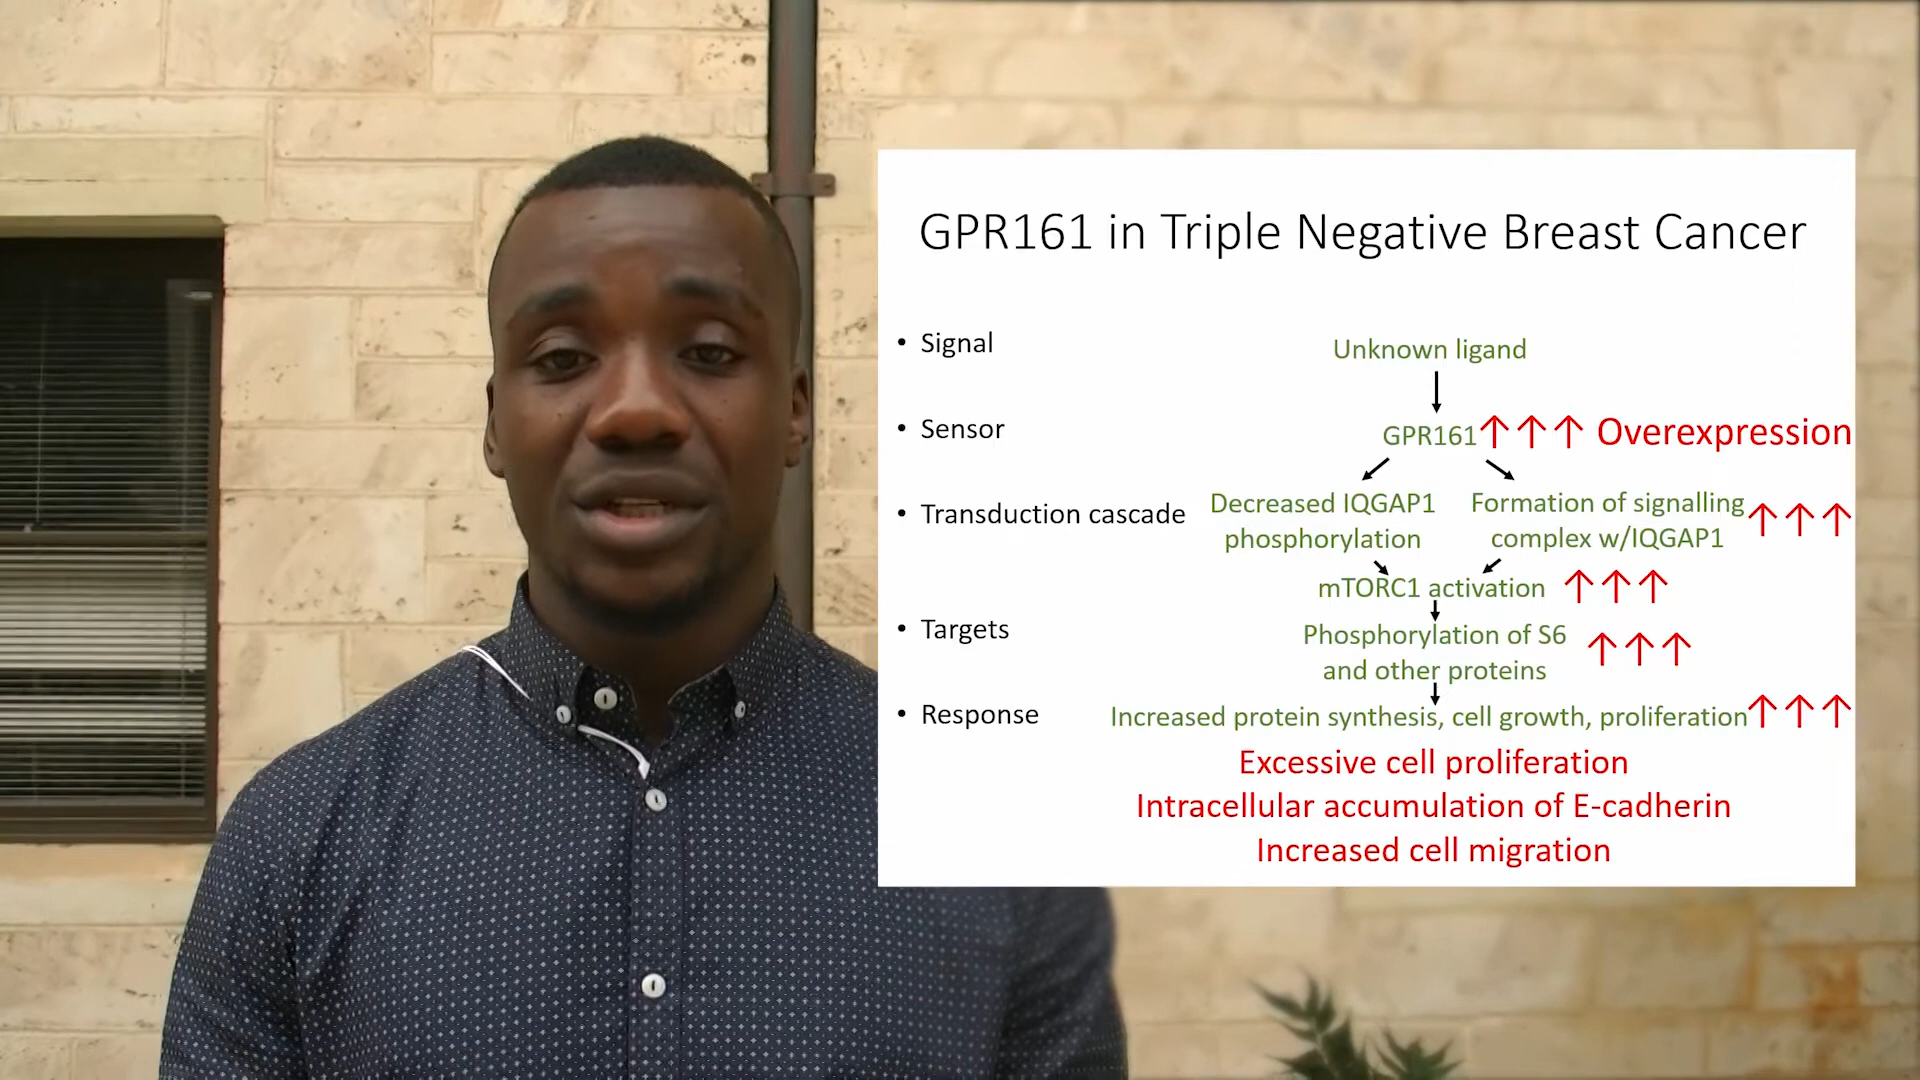 GPR161 in Triple Negative Breast Cancer
• Signal
Unknown ligand
• Sensor
GPR161 ↑↑↑ Overexpression
• Transduction cascade
Decreased IQGAP1
phosphorylation
Formation of signalling
complex w/IQGAP1 ↑↑↑
mTORC1 activation ↑↑↑
• Targets
Phosphorylation of S6
and other proteins ↑↑↑
• Response
Increased protein synthesis, cell growth, proliferation ↑↑↑
Excessive cell proliferation
Intracellular accumulation of E-cadherin
Increased cell migration